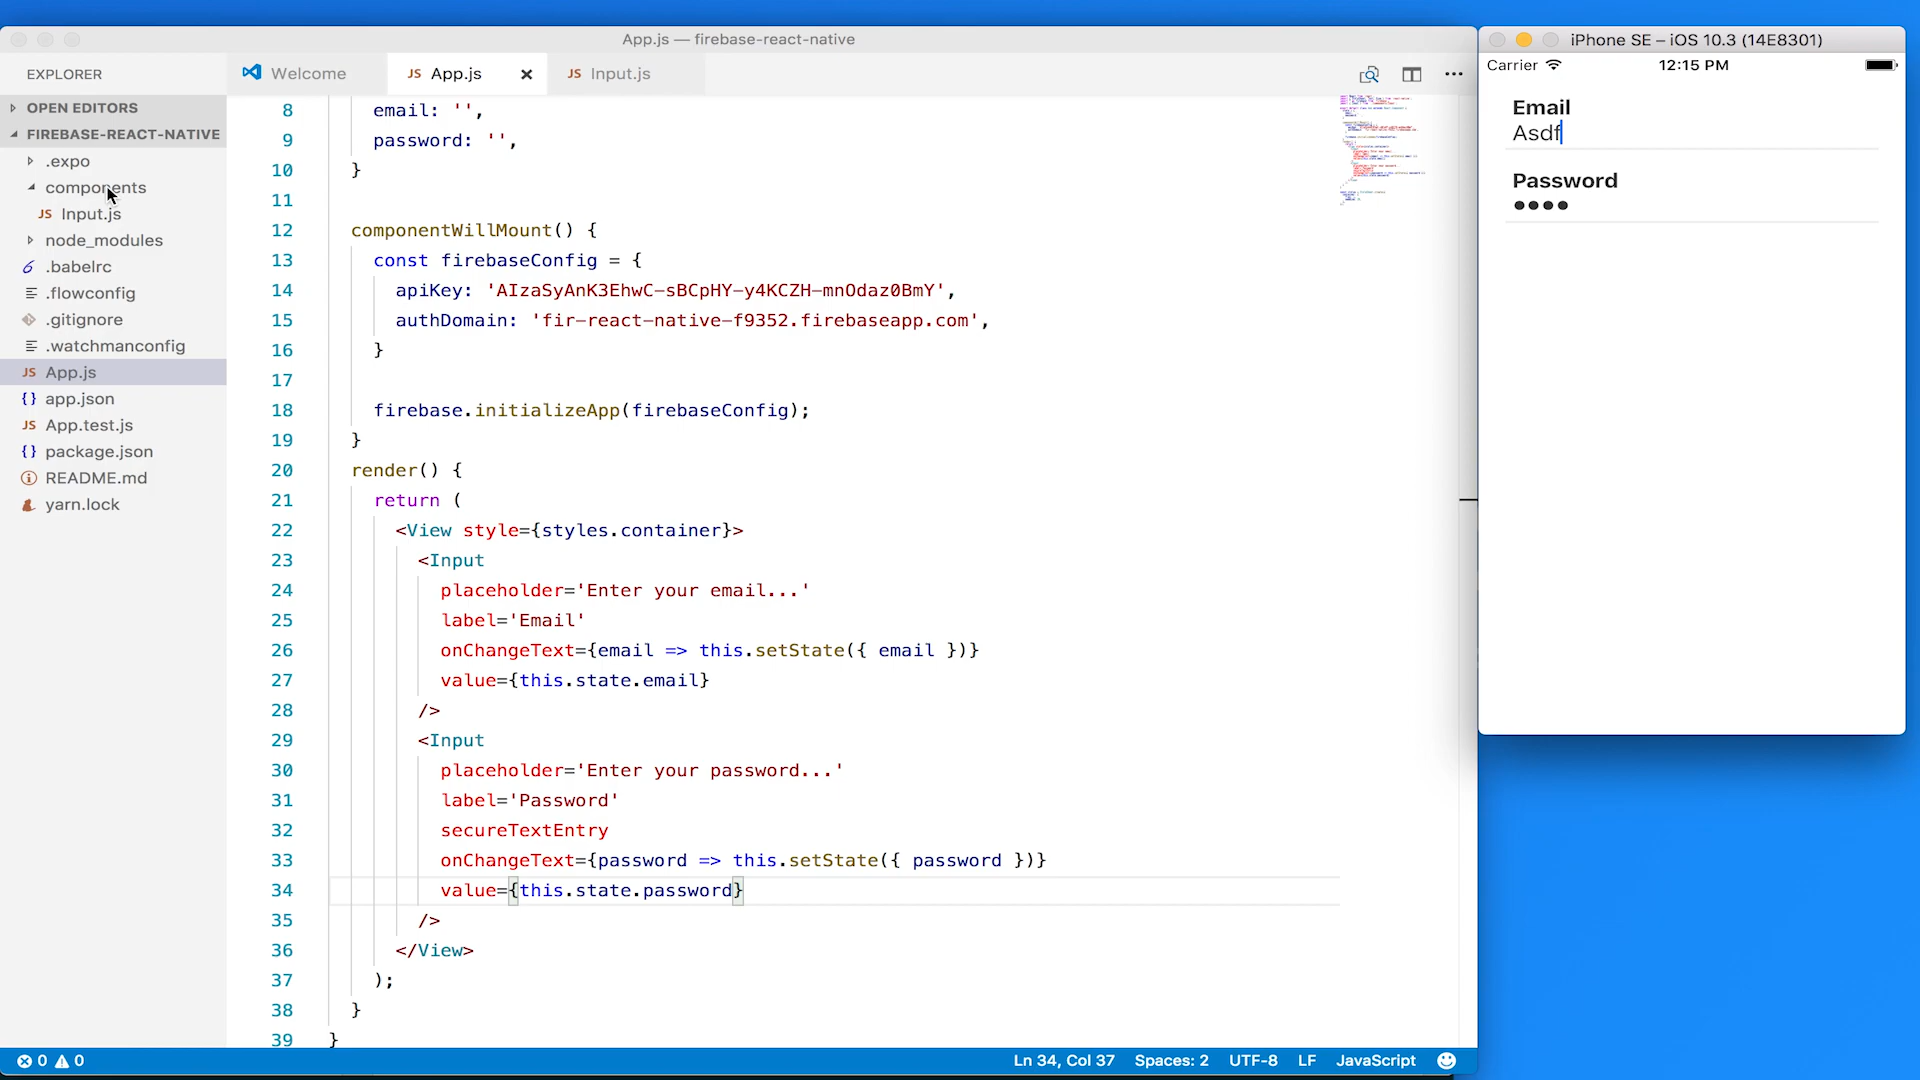 App.js — firebase-react-native
EXPLORER
OPEN EDITORS
FIREBASE-REACT-NATIVE
.expo
components
JS Input.js
node_modules
.babelrc
.flowconfig
.gitignore
.watchmanconfig
JS App.js
{} app.json
JS App.test.js
{} package.json
README.md
yarn.lock
Welcome
JS App.js
JS Input.js
8 email: '',
9 password: '',
10 }
11
12 componentWillMount() {
13 const firebaseConfig = {
14 apiKey: 'AIzaSyAnK3EhwC-sBCpHY-y4KCZH-mnOdaz0BmY',
15 authDomain: 'fir-react-native-f9352.firebaseapp.com',
16 }
17
18 firebase.initializeApp(firebaseConfig);
19 }
20 render() {
21 return (
22 <View style={styles.container}>
23 <Input
24 placeholder='Enter your email...'
25 label='Email'
26 onChangeText={email => this.setState({ email })}
27 value={this.state.email}
28 />
29 <Input
30 placeholder='Enter your password...'
31 label='Password'
32 secureTextEntry
33 onChangeText={password => this.setState({ password })}
34 value={this.state.password}
35 />
36 </View>
37 );
38 }
39 }
0 0
Ln 34, Col 37 Spaces: 2 UTF-8 LF JavaScript
iPhone SE – iOS 10.3 (14E8301)
Carrier 12:15 PM
Email
Asdf
Password
••••